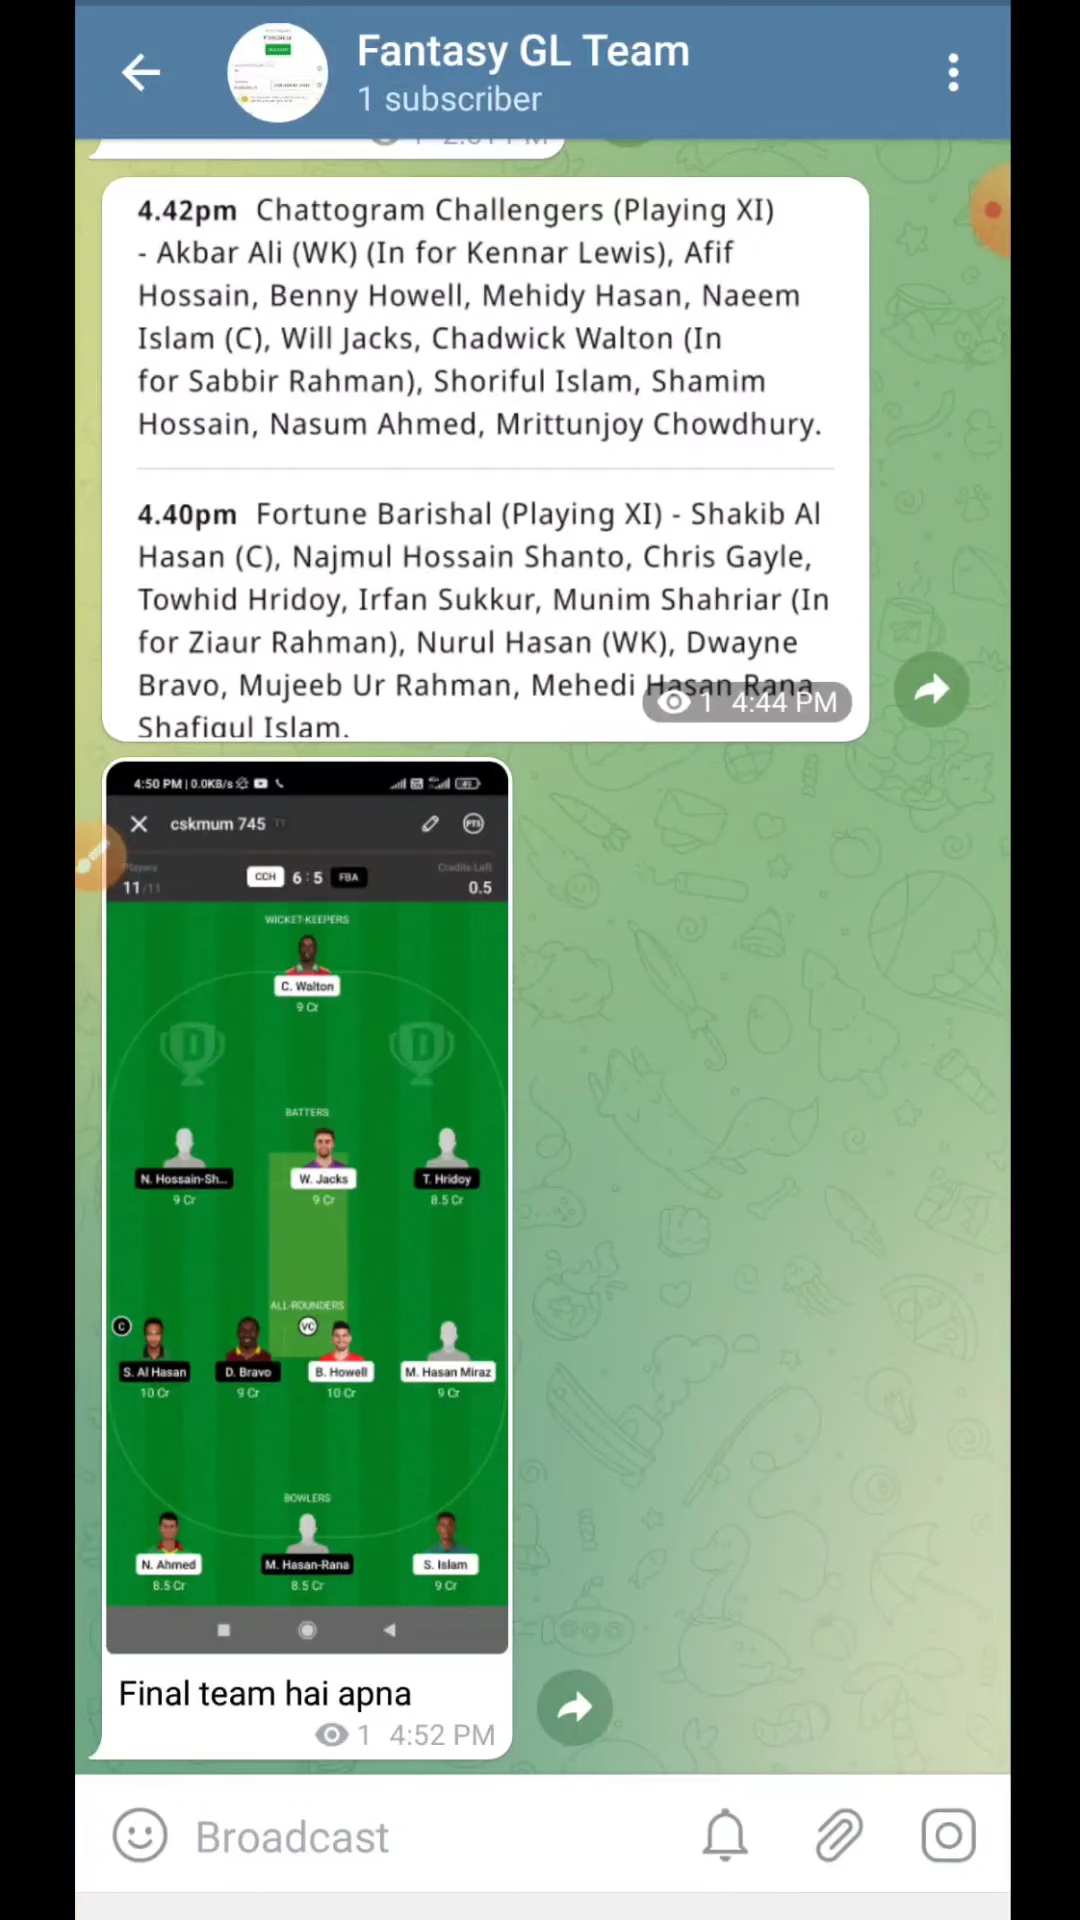 Fantasy GL Team
1 subscriber
4.42pm Chattogram Challengers (Playing XI)
- Akbar Ali (WK) (In for Kennar Lewis), Afif
Hossain, Benny Howell, Mehidy Hasan, Naeem
Islam (C), Will Jacks, Chadwick Walton (In
for Sabbir Rahman), Shoriful Islam, Shamim
Hossain, Nasum Ahmed, Mrittunjoy Chowdhury.
4.40pm Fortune Barishal (Playing XI) - Shakib Al
Hasan (C), Najmul Hossain Shanto, Chris Gayle,
Towhid Hridoy, Irfan Sukkur, Munim Shahriar (In
for Ziaur Rahman), Nurul Hasan (WK), Dwayne
Bravo, Mujeeb Ur Rahman, Mehedi Hasan Rana
Shafiqul Islam.
1 4:44 PM
4:50 PM | 0.0KB/s
cskmum 745
PTS
Players
Credits Left
11/11
CCH 6 : 5 FBA
0.5
WICKET-KEEPERS
C. Walton
9 Cr
BATTERS
N. Hossain-Sh... W. Jacks T. Hridoy
9 Cr 9 Cr 8.5 Cr
ALL-ROUNDERS
C VC
S. Al Hasan D. Bravo B. Howell M. Hasan Miraz
10 Cr 9 Cr 10 Cr 9 Cr
BOWLERS
N. Ahmed M. Hasan-Rana S. Islam
8.5 Cr 8.5 Cr 9 Cr
Final team hai apna
1 4:52 PM
Broadcast